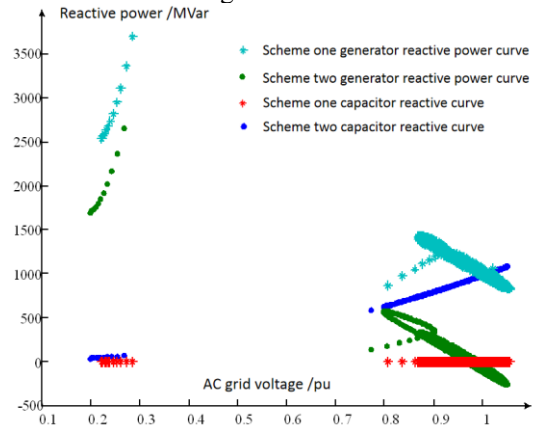 Reactive power /MVar
3500
3000
2500
2000
1500
1000
500
0
-500
Scheme one generator reactive power curve
Scheme two generator reactive power curve
Scheme one capacitor reactive curve
Scheme two capacitor reactive curve
AC grid voltage /pu
0.1 0.2 0.3 0.4 0.5 0.6 0.7 0.8 0.9 1